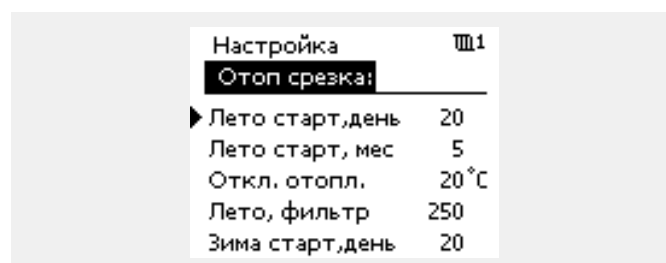 Настройка 1
Отоп срезка:
Лето старт,день 20
Лето старт, мес 5
Откл. отопл. 20°C
Лето, фильтр 250
Зима старт,день 20